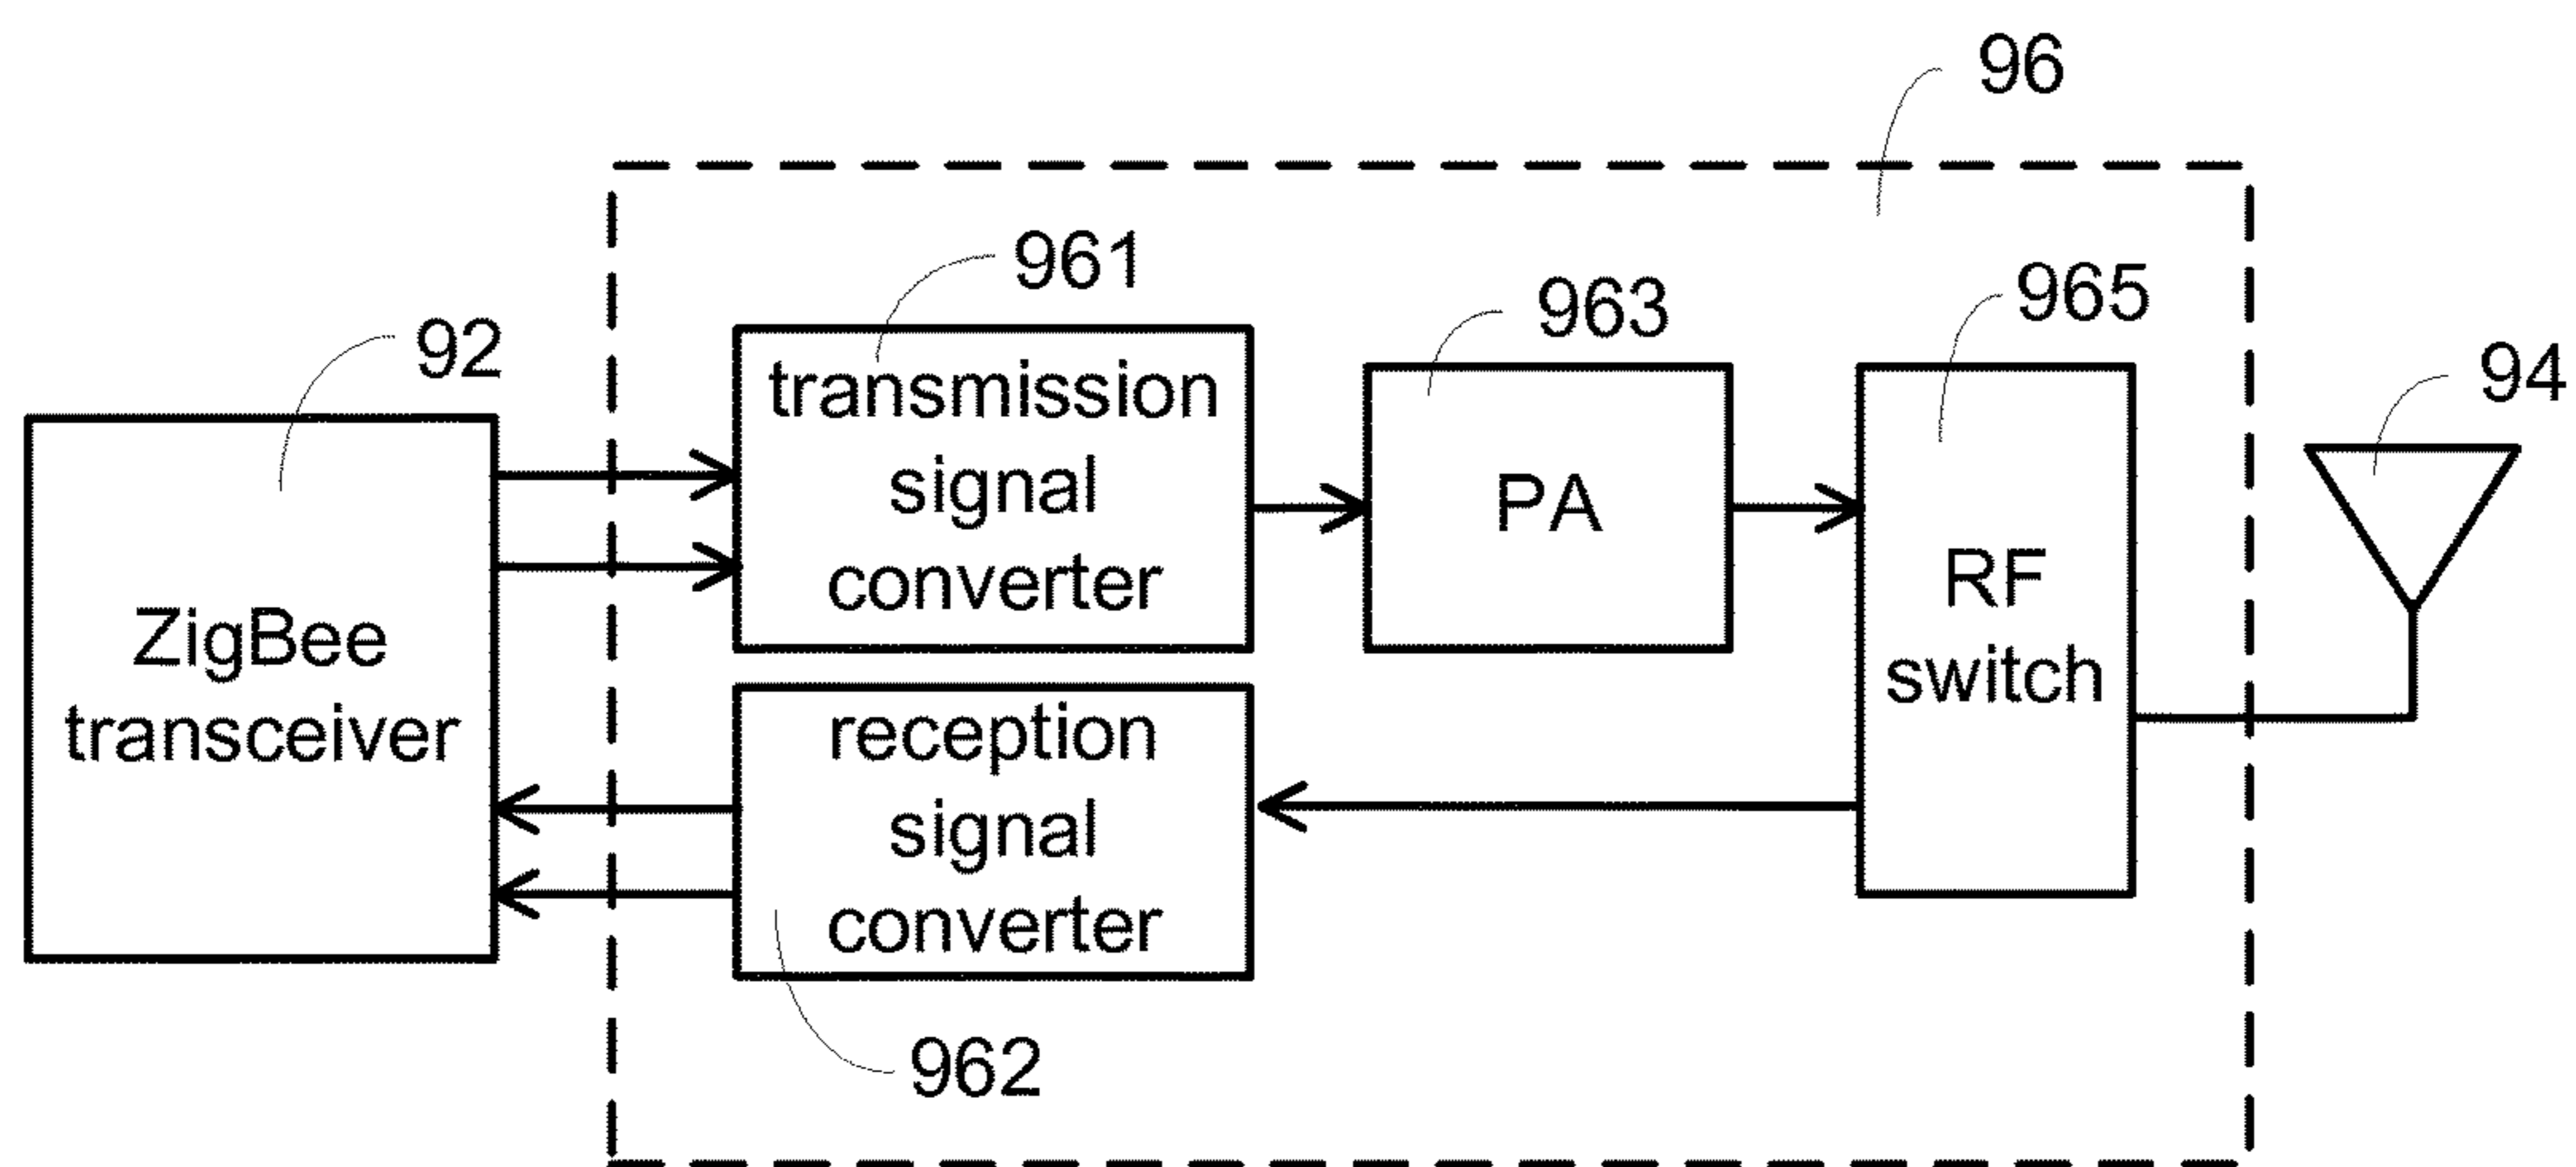 96
961
963
965
92
94
transmission
signal
converter
PA
RF
switch
ZigBee
transceiver
reception
signal
converter
962